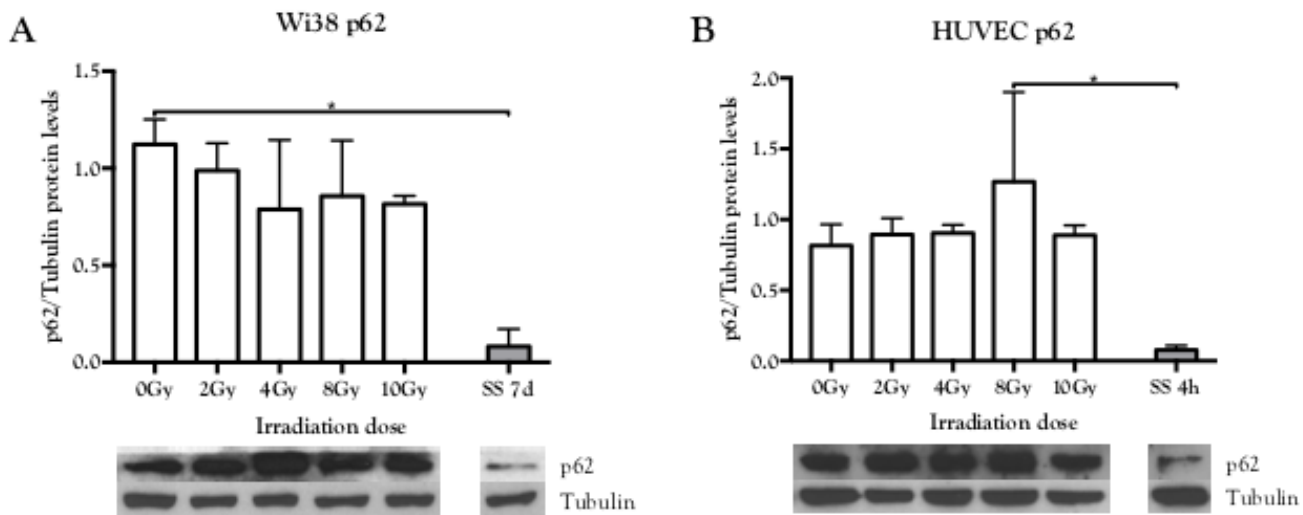 A
Wi38 p62
p62/Tubulin protein levels
1.5
1.0
0.5
0.0
*
0Gy 2Gy 4Gy 8Gy 10Gy SS 7d
Irradiation dose
p62
Tubulin
B
HUVEC p62
p62/Tubulin protein levels
2.0
1.5
1.0
0.5
0.0
*
0Gy 2Gy 4Gy 8Gy 10Gy SS 4h
Irradiation dose
p62
Tubulin